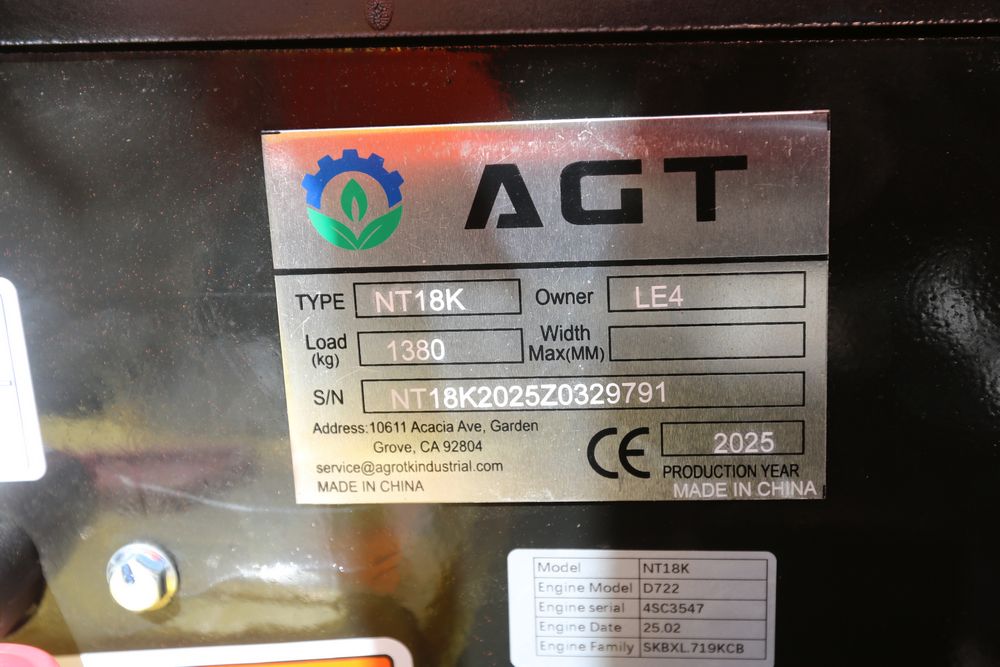 AGT
TYPE NT18K Owner LE4
Load (kg) 1380 Width Max(MM)
S/N NT18K2025Z0329791
Address:10611 Acacia Ave, Garden
Grove, CA 92804
service@agrotkindustrial.com
MADE IN CHINA
CE 2025
PRODUCTION YEAR
MADE IN CHINA
Model NT18K
Engine Model D722
Engine serial 4SC3547
Engine Date 25.02
Engine Family SKBXL.719KCB